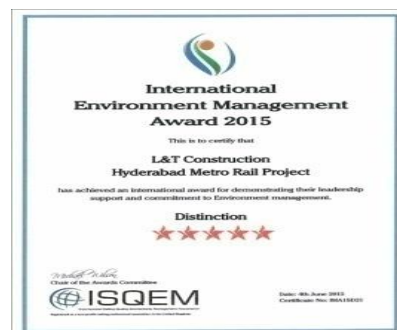 International
Environment Management
Award 2015
This is to certify that
L&T Construction
Hyderabad Metro Rail Project
has achieved an international award for demonstrating their leadership
support and commitment to Environment management.
Distinction
Chair of the Awards Committee
Date: 4th June 2015
ISQEM
Certificate No: